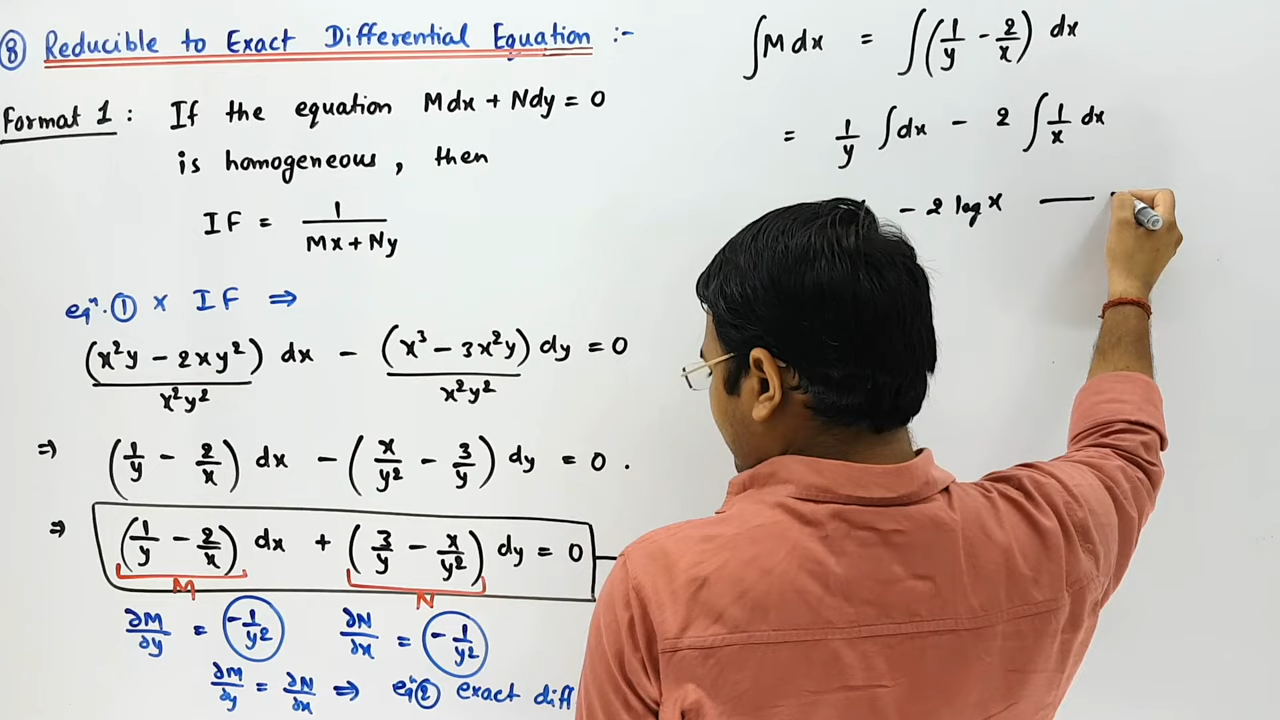 ⑧ Reducible to Exact Differential Equation :-
Format 1 : If the equation Mdx + Ndy = 0
is homogeneous, then
IF = 1/(Mx + Ny)
eqⁿ.① × IF ⇒
(x²y − 2xy²)/(x²y²) dx − (x³ − 3x²y)/(x²y²) dy = 0
⇒ (1/y − 2/x) dx − (x/y² − 3/y) dy = 0.
⇒ (1/y − 2/x) dx + (3/y − x/y²) dy = 0
M N
∂M/∂y = −1/y² ∂N/∂x = −1/y²
∂M/∂y = ∂N/∂x ⇒ eqⁿ② exact diff
∫M dx = ∫(1/y − 2/x) dx
= 1/y ∫dx − 2 ∫1/x dx
− 2 log x —